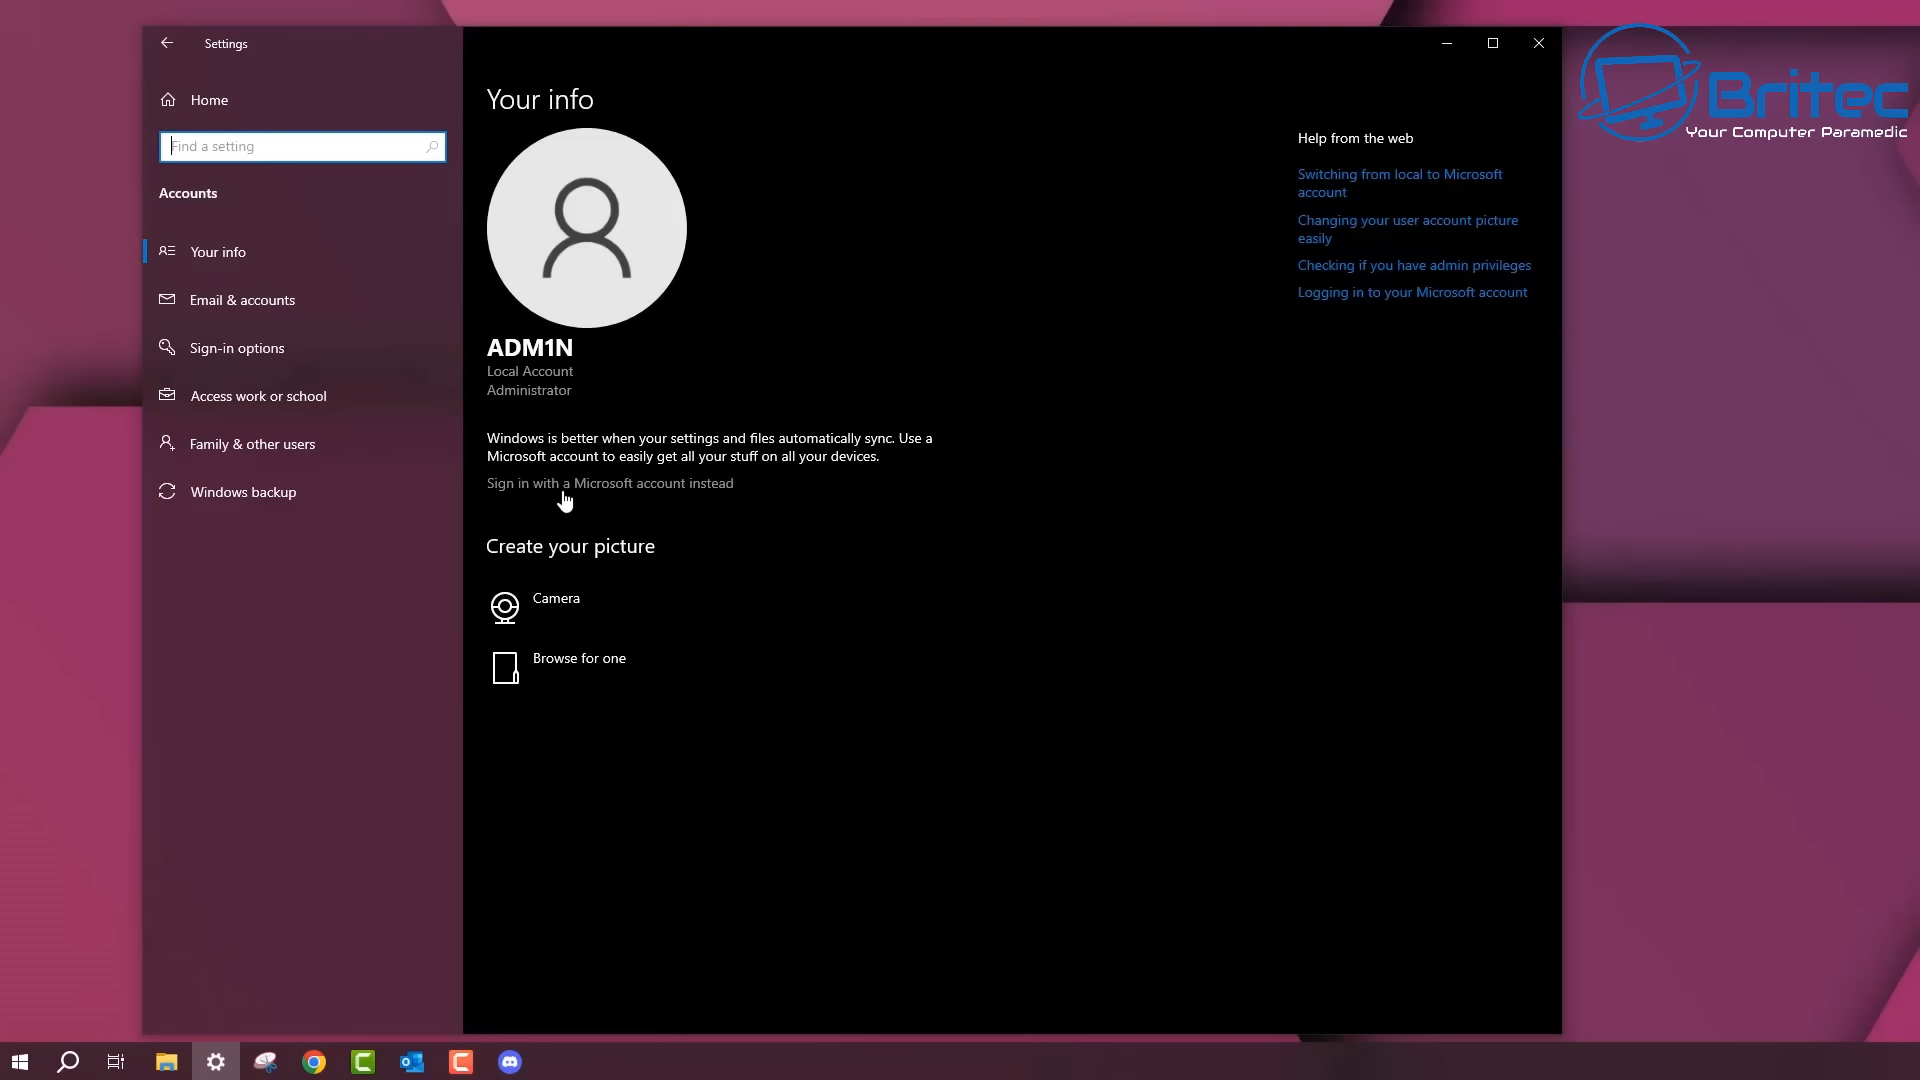 Settings
Home
Find a setting
Accounts
Your info
Email & accounts
Sign-in options
Access work or school
Family & other users
Windows backup
Your info
ADM1N
Local Account
Administrator
Windows is better when your settings and files automatically sync. Use a
Microsoft account to easily get all your stuff on all your devices.
Sign in with a Microsoft account instead
Create your picture
Camera
Browse for one
Help from the web
Switching from local to Microsoft
account
Changing your user account picture
easily
Checking if you have admin privileges
Logging in to your Microsoft account
Britec
Your Computer Paramedic